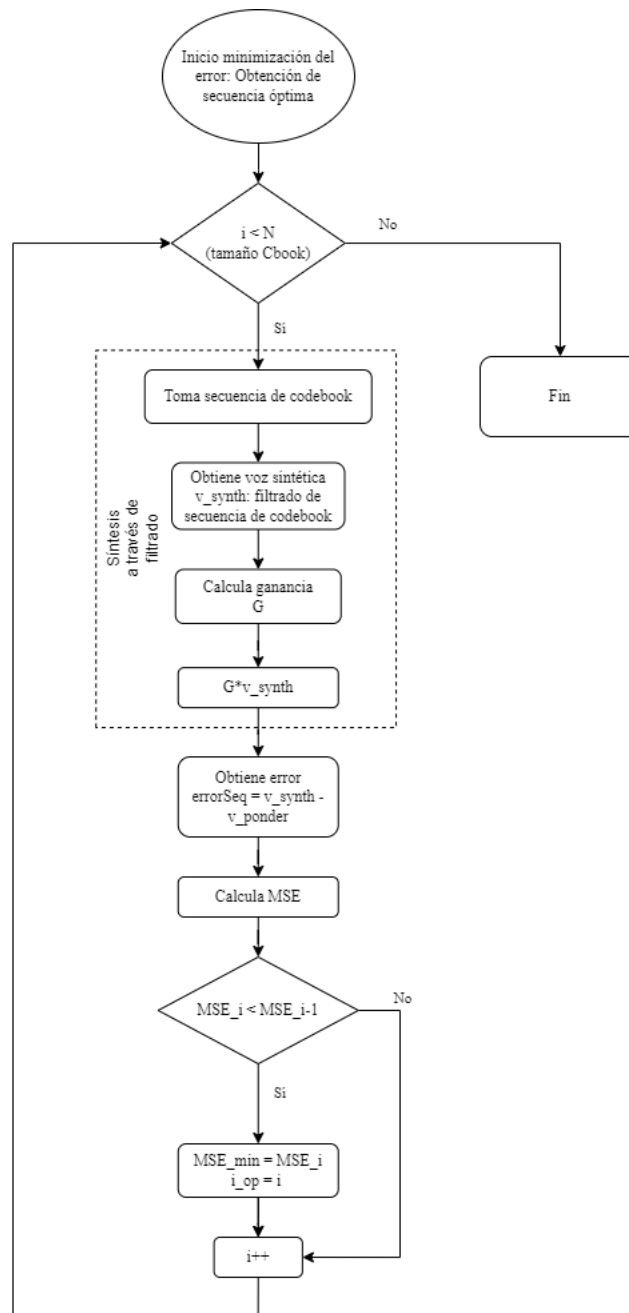 Inicio minimización del
error: Obtención de
secuencia óptima
i < N
(tamaño Cbook)
No
Sí
Fin
Toma secuencia de codebook
Síntesis
a través de
filtrado
Obtiene voz sintética
v_synth: filtrado de
secuencia de codebook
Calcula ganancia
G
G*v_synth
Obtiene error
errorSeq = v_synth -
v_ponder
Calcula MSE
MSE_i < MSE_i-1
No
Sí
MSE_min = MSE_i
i_op = i
i++